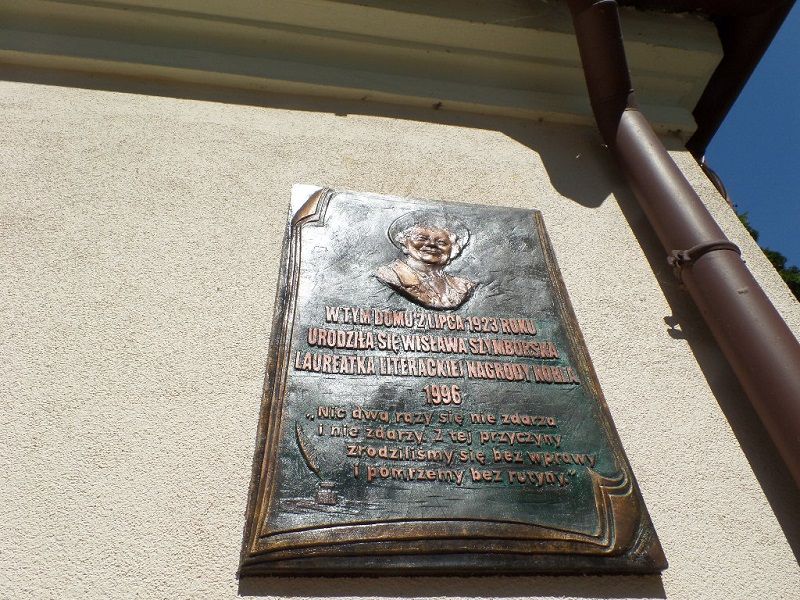 W TYM DOMU 2 LIPCA 1923 ROKU
URODZIŁA SIĘ WISŁAWA SZYMBORSKA
LAUREATKA LITERACKIEJ NAGRODY NOBLA
1996
„Nic dwa razy się nie zdarza
i nie zdarzy. Z tej przyczyny
zrodziliśmy się bez wprawy
i pomrzemy bez rutyny."